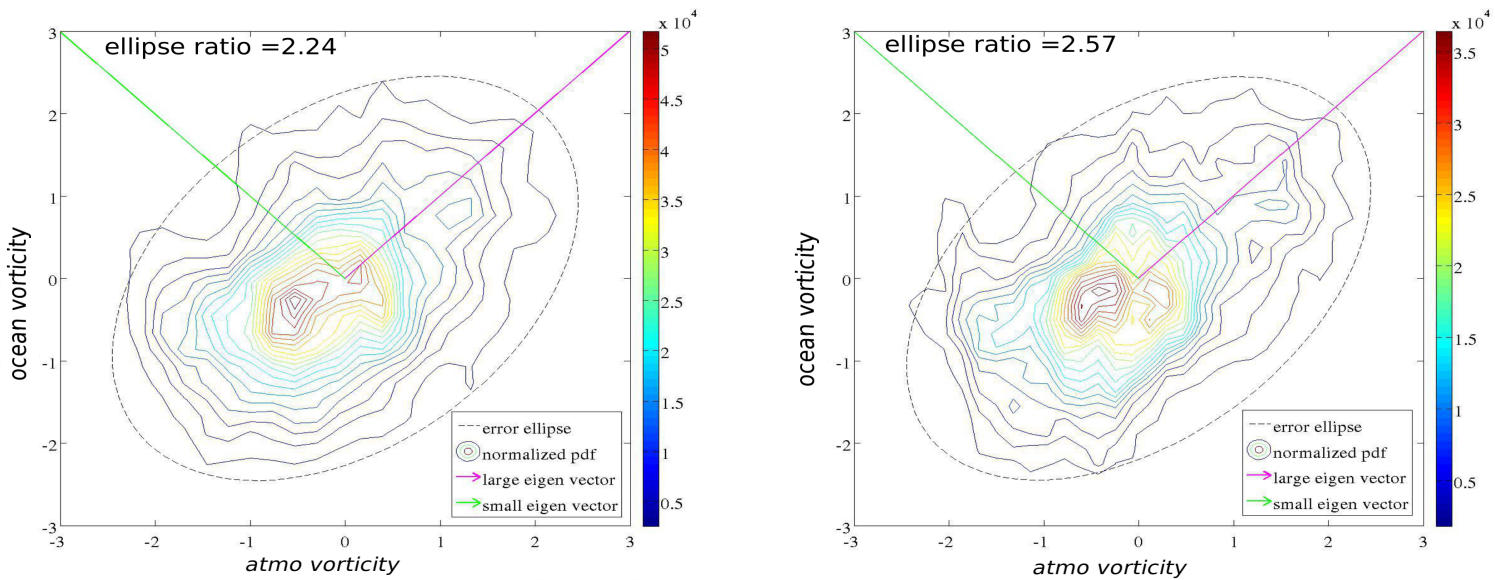 x 10⁴
ellipse ratio =2.24
3
2
1
0
-1
-2
-3
ocean vorticity
-3
-2
-1
0
1
2
3
atmo vorticity
error ellipse
normalized pdf
large eigen vector
small eigen vector
5
4.5
4
3.5
3
2.5
2
1.5
1
0.5
x 10⁴
ellipse ratio =2.57
3
2
1
0
-1
-2
-3
ocean vorticity
-3
-2
-1
0
1
2
3
atmo vorticity
error ellipse
normalized pdf
large eigen vector
small eigen vector
3.5
3
2.5
2
1.5
1
0.5